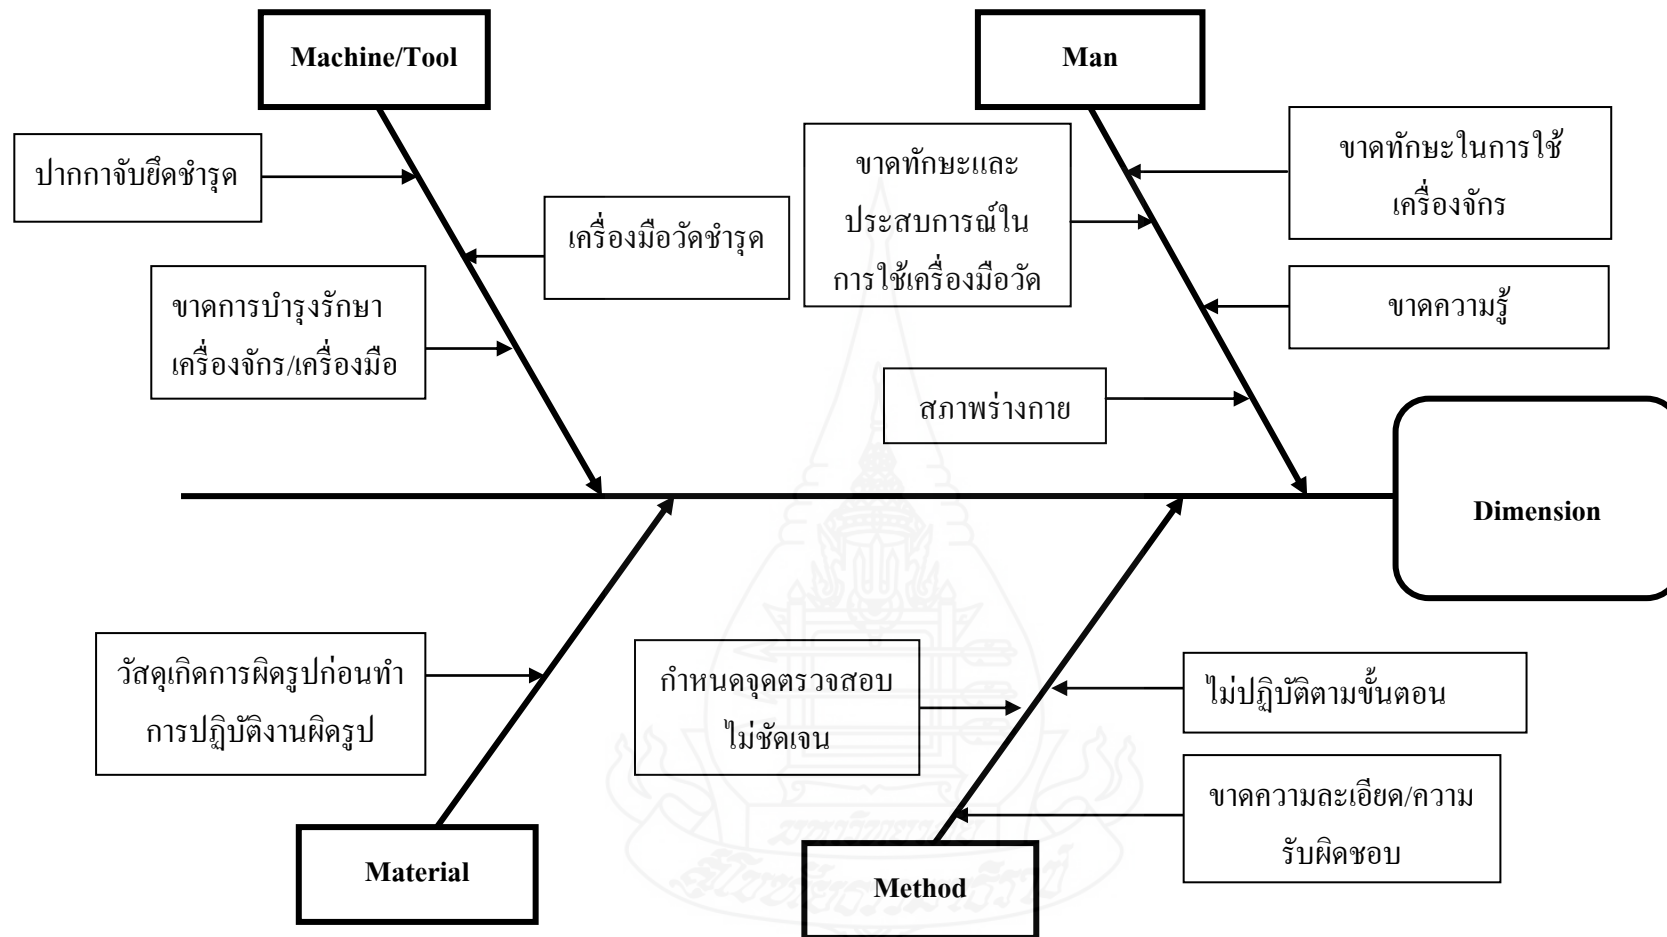 Machine/Tool
Man
ปากกาจับยึดชำรุด
เครื่องมือวัดชำรุด
ขาดการบำรุงรักษา
เครื่องจักร/เครื่องมือ
ขาดทักษะและ
ประสบการณ์ใน
การใช้เครื่องมือวัด
ขาดทักษะในการใช้
เครื่องจักร
ขาดความรู้
สภาพร่างกาย
Dimension
วัสดุเกิดการผิดรูปก่อนทำ
การปฏิบัติงานผิดรูป
กำหนดจุดตรวจสอบ
ไม่ชัดเจน
ไม่ปฏิบัติตามขั้นตอน
ขาดความละเอียด/ความ
รับผิดชอบ
Material
Method